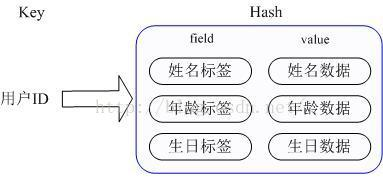 Key
Hash
field
value
姓名标签
姓名数据
用户ID
年龄标签
年龄数据
生日标签
生日数据